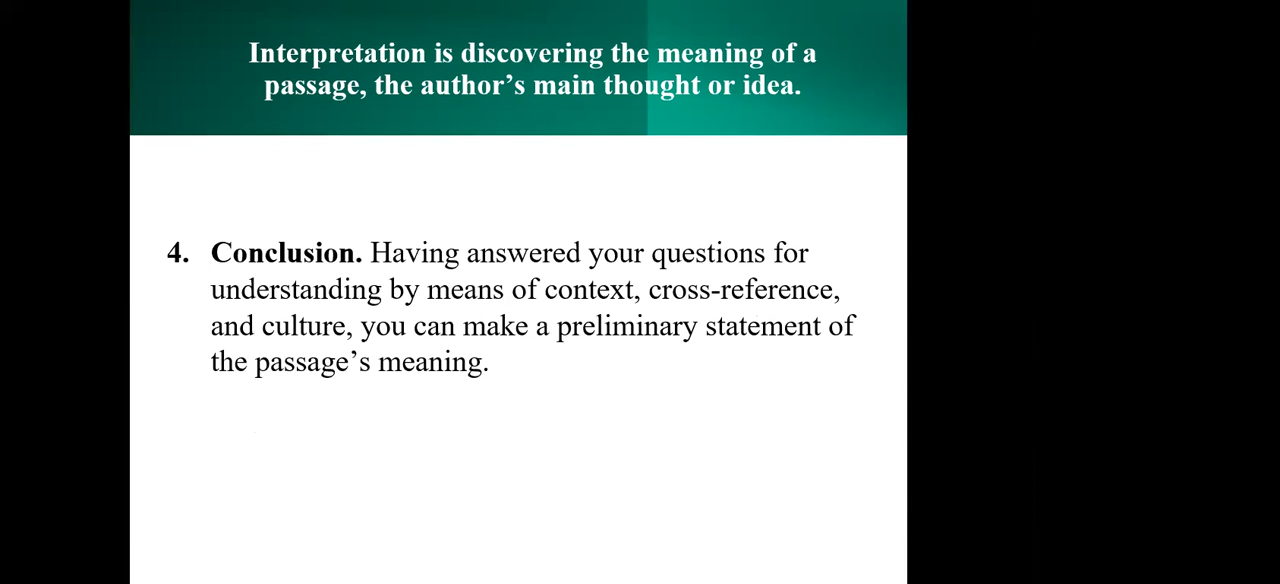 Interpretation is discovering the meaning of a
passage, the author's main thought or idea.
4. Conclusion. Having answered your questions for
understanding by means of context, cross-reference,
and culture, you can make a preliminary statement of
the passage's meaning.